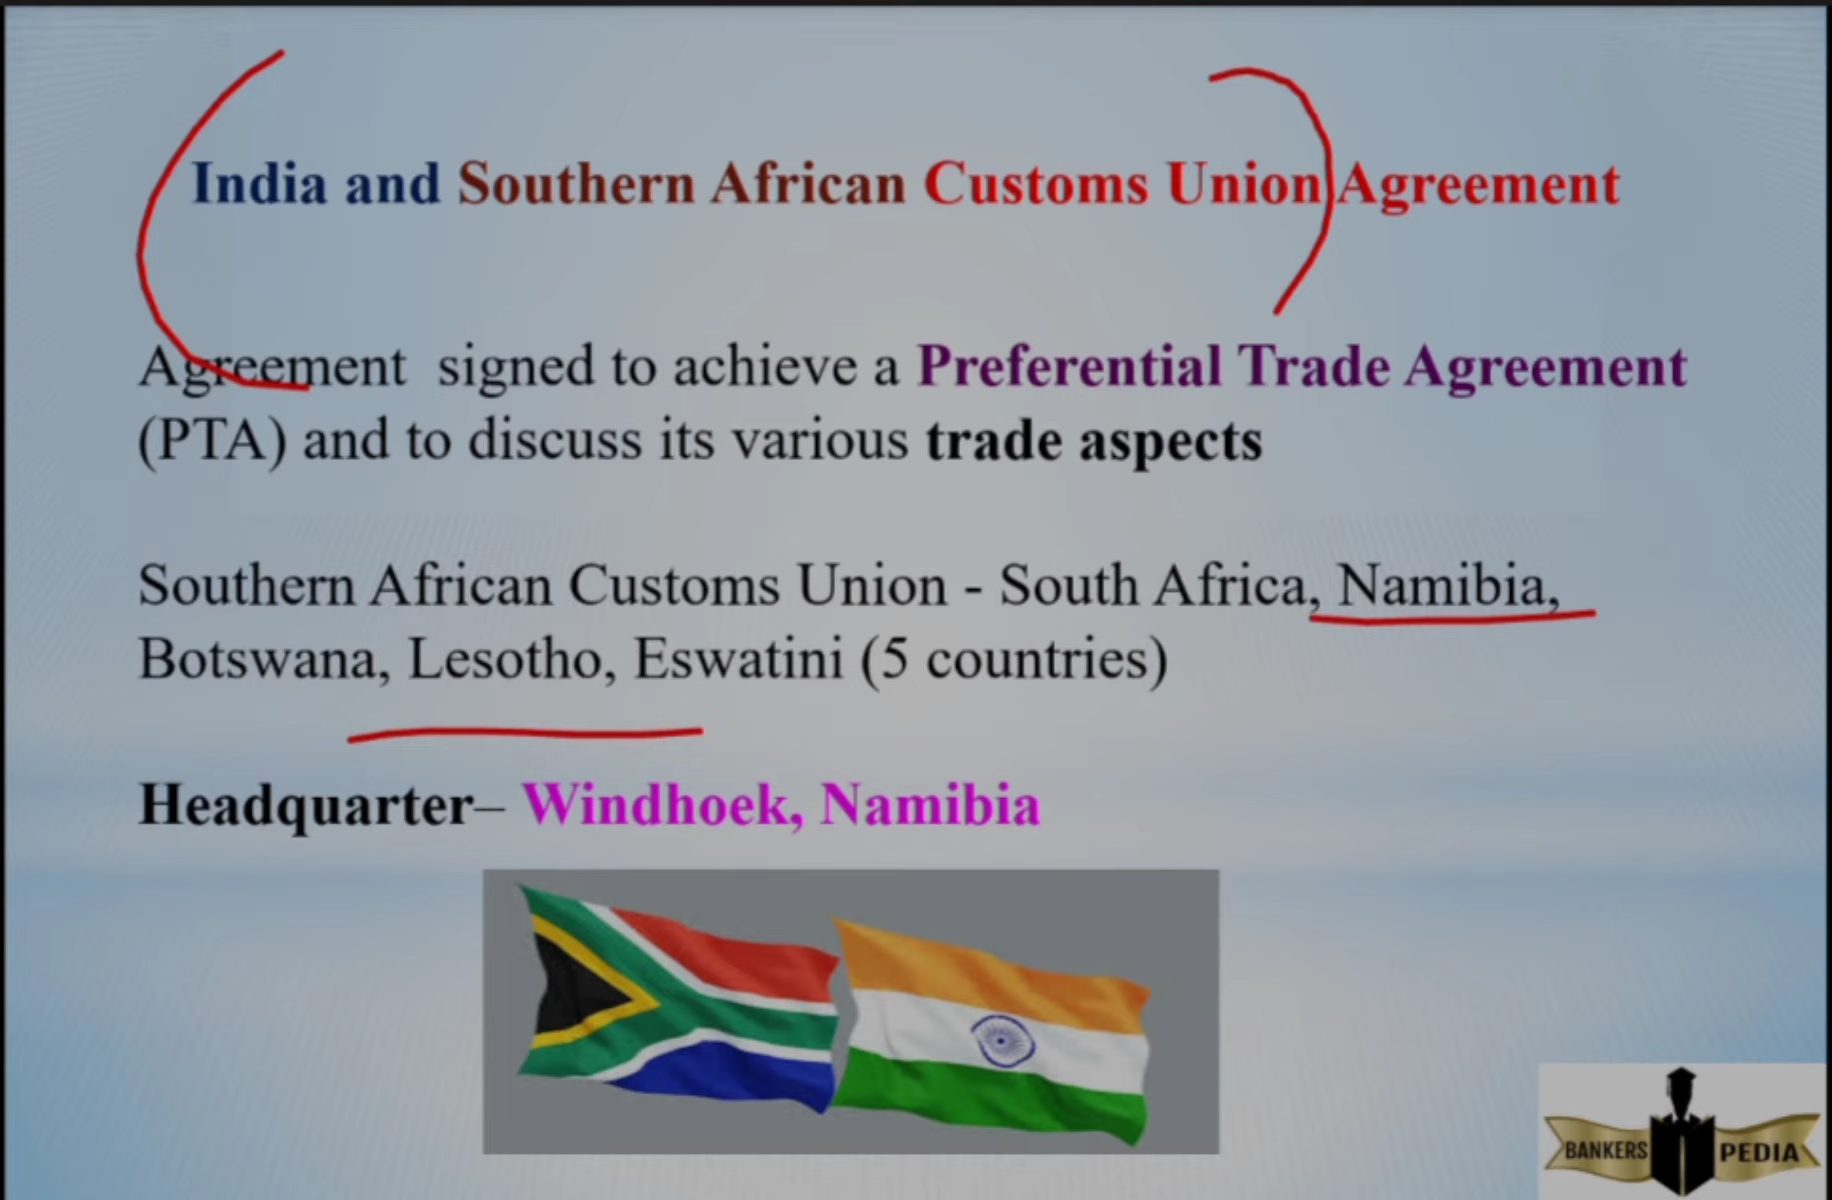 India and Southern African Customs Union Agreement
Agreement signed to achieve a Preferential Trade Agreement
(PTA) and to discuss its various trade aspects
Southern African Customs Union - South Africa, Namibia,
Botswana, Lesotho, Eswatini (5 countries)
Headquarter– Windhoek, Namibia
BANKERS PEDIA